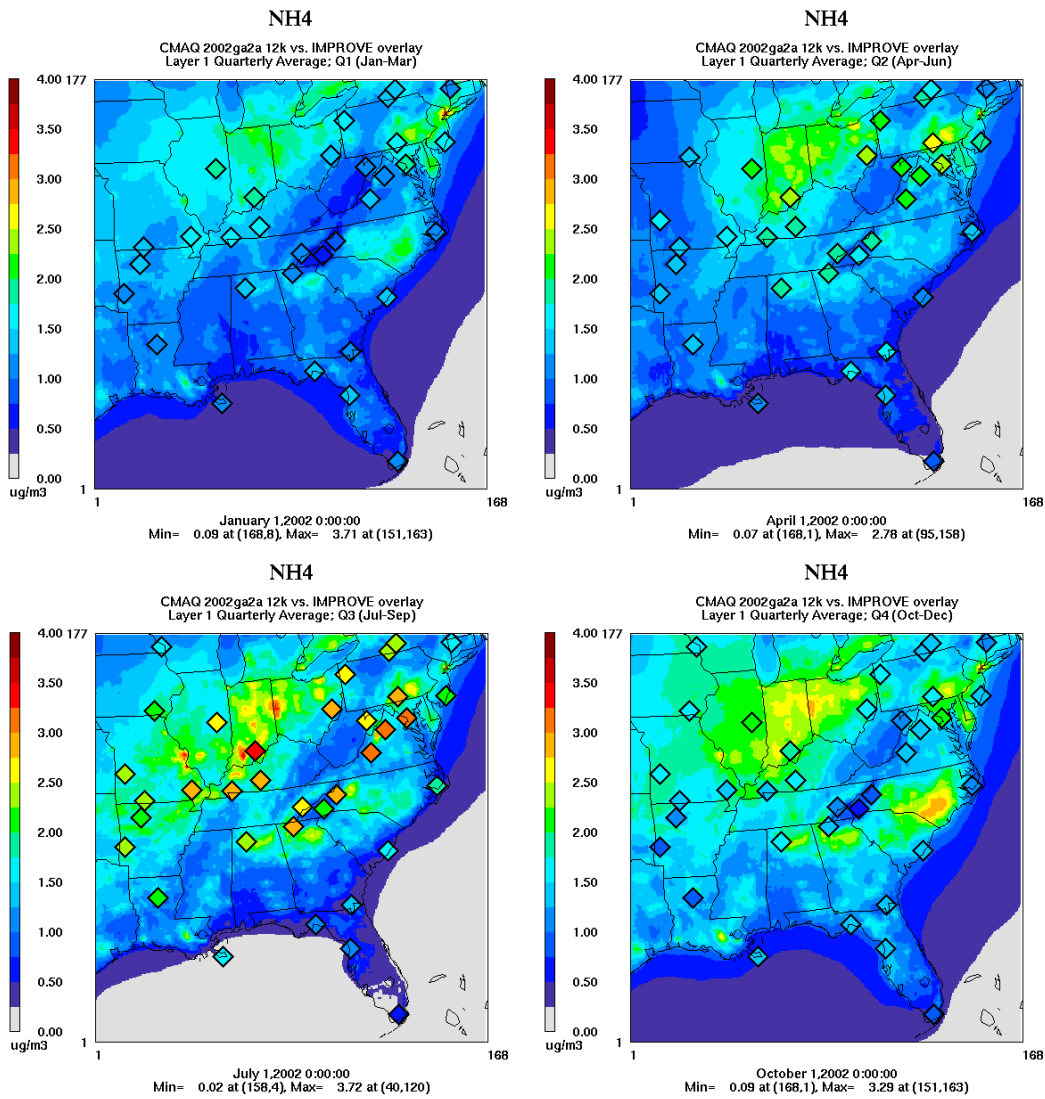 NH4
CMAQ 2002ga2a 12k vs. IMPROVE overlay
Layer 1 Quarterly Average; Q1 (Jan-Mar)
4.00 177
3.50
3.00
2.50
2.00
1.50
1.00
0.50
0.00
ug/m3
1
1 168
January 1,2002 0:00:00
Min= 0.09 at (168,8), Max= 3.71 at (151,163)
NH4
CMAQ 2002ga2a 12k vs. IMPROVE overlay
Layer 1 Quarterly Average; Q2 (Apr-Jun)
4.00 177
3.50
3.00
2.50
2.00
1.50
1.00
0.50
0.00
ug/m3
1
1 168
April 1,2002 0:00:00
Min= 0.07 at (168,1), Max= 2.78 at (95,158)
NH4
CMAQ 2002ga2a 12k vs. IMPROVE overlay
Layer 1 Quarterly Average; Q3 (Jul-Sep)
4.00 177
3.50
3.00
2.50
2.00
1.50
1.00
0.50
0.00
ug/m3
1
1 168
July 1,2002 0:00:00
Min= 0.02 at (158,4), Max= 3.72 at (40,120)
NH4
CMAQ 2002ga2a 12k vs. IMPROVE overlay
Layer 1 Quarterly Average; Q4 (Oct-Dec)
4.00 177
3.50
3.00
2.50
2.00
1.50
1.00
0.50
0.00
ug/m3
1
1 168
October 1,2002 0:00:00
Min= 0.09 at (168,1), Max= 3.29 at (151,163)